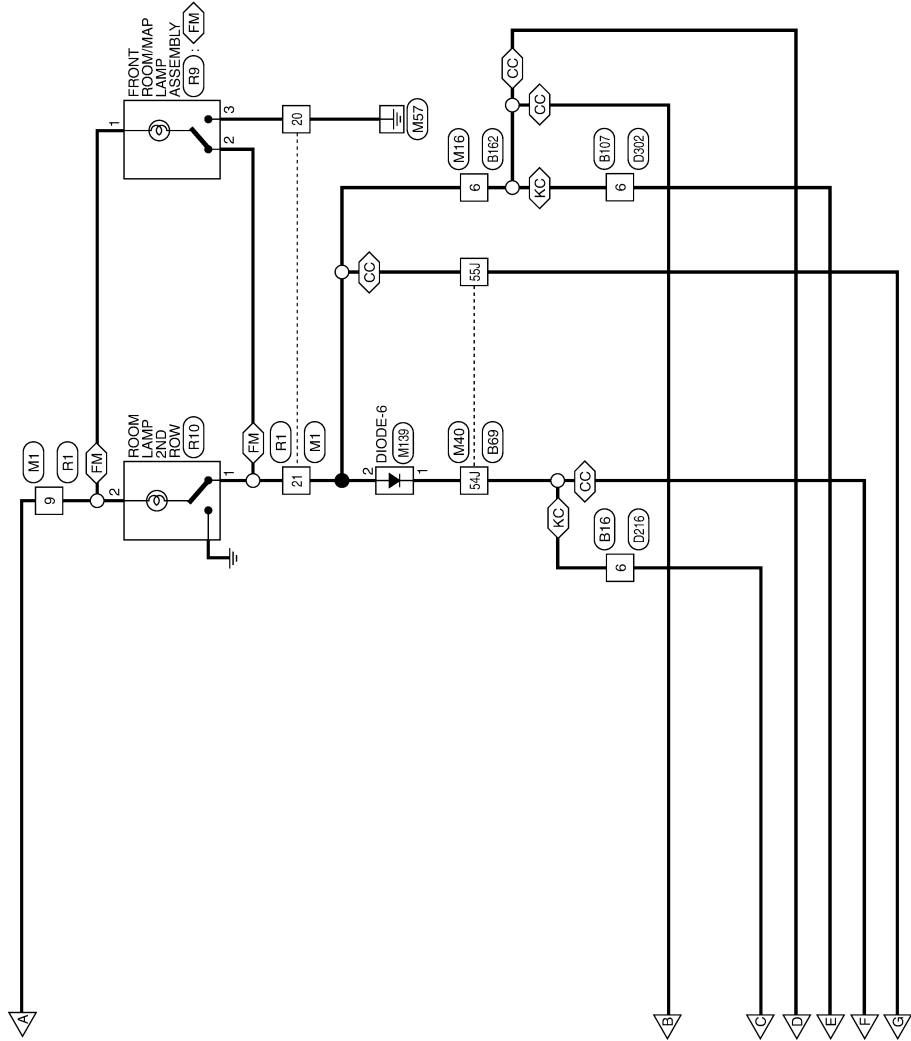 FRONT
ROOM/MAP
LAMP
ASSEMBLY
R9 : FM
1
3
2
20
M57
CC
CC
M16
B162
6
KC
B107
D302
6
CC
55J
M1
R1
9
FM
2
ROOM
LAMP
2ND
ROW
R10
1
FM
R1
M1
21
DIODE-6
M139
2
1
M40
B69
54J
CC
KC
B16
D216
6
A
B
C
D
E
F
G